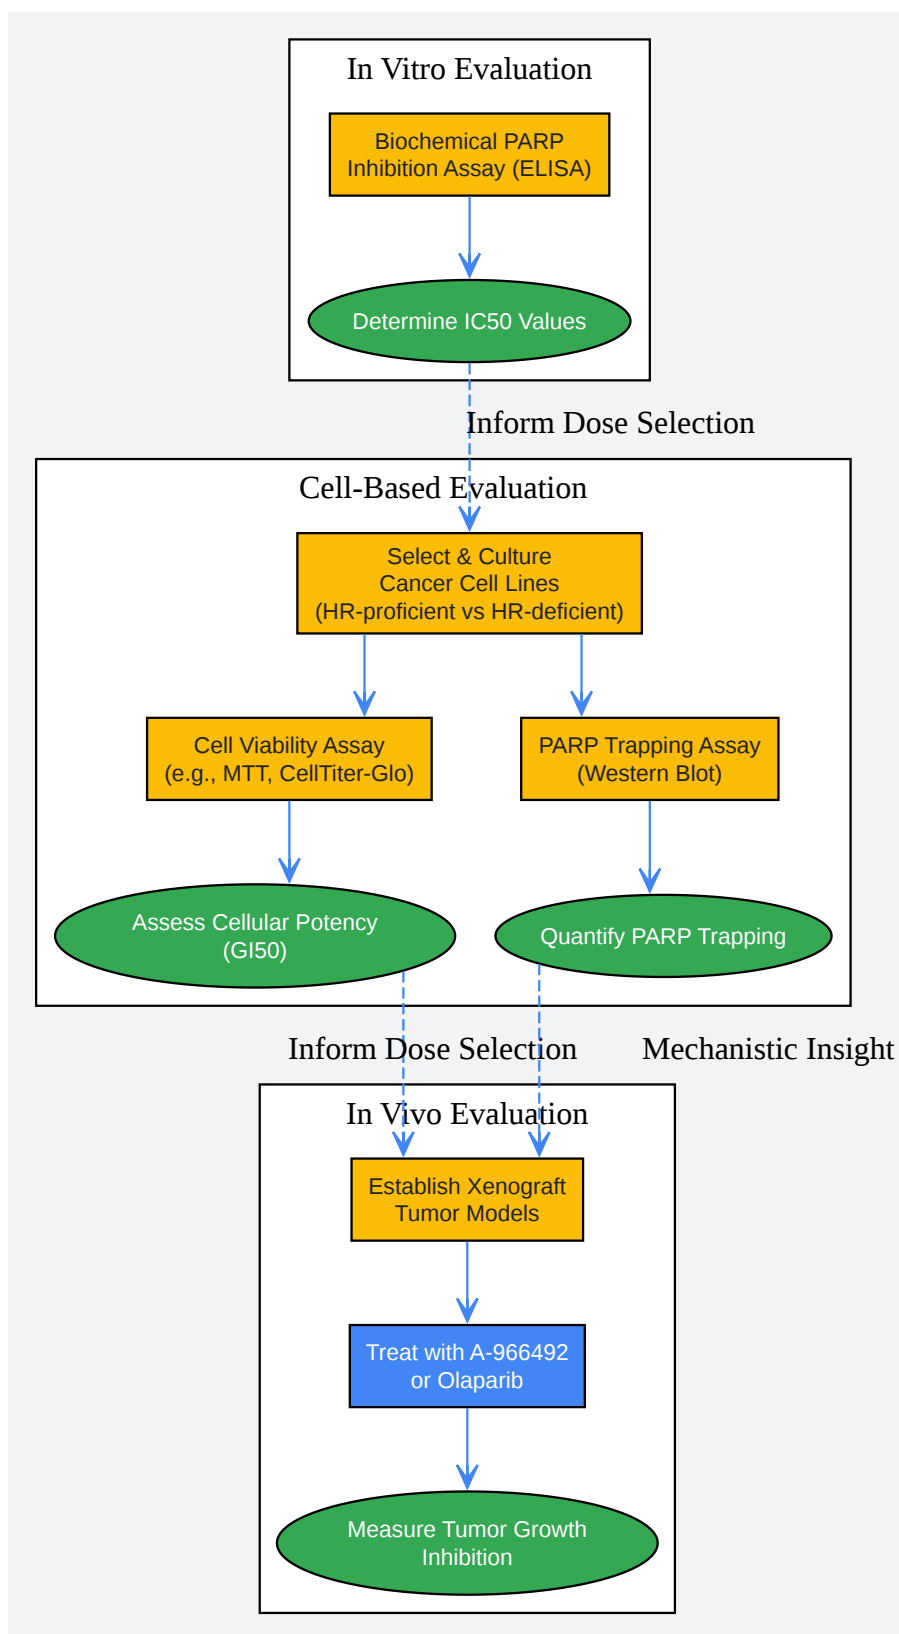 In Vitro Evaluation
Biochemical PARP
Inhibition Assay (ELISA)
Determine IC50 Values
Inform Dose Selection
Cell-Based Evaluation
Select & Culture
Cancer Cell Lines
(HR-proficient vs HR-deficient)
Cell Viability Assay
(e.g., MTT, CellTiter-Glo)
PARP Trapping Assay
(Western Blot)
Assess Cellular Potency
(GI50)
Quantify PARP Trapping
Inform Dose Selection
Mechanistic Insight
In Vivo Evaluation
Establish Xenograft
Tumor Models
Treat with A-966492
or Olaparib
Measure Tumor Growth
Inhibition